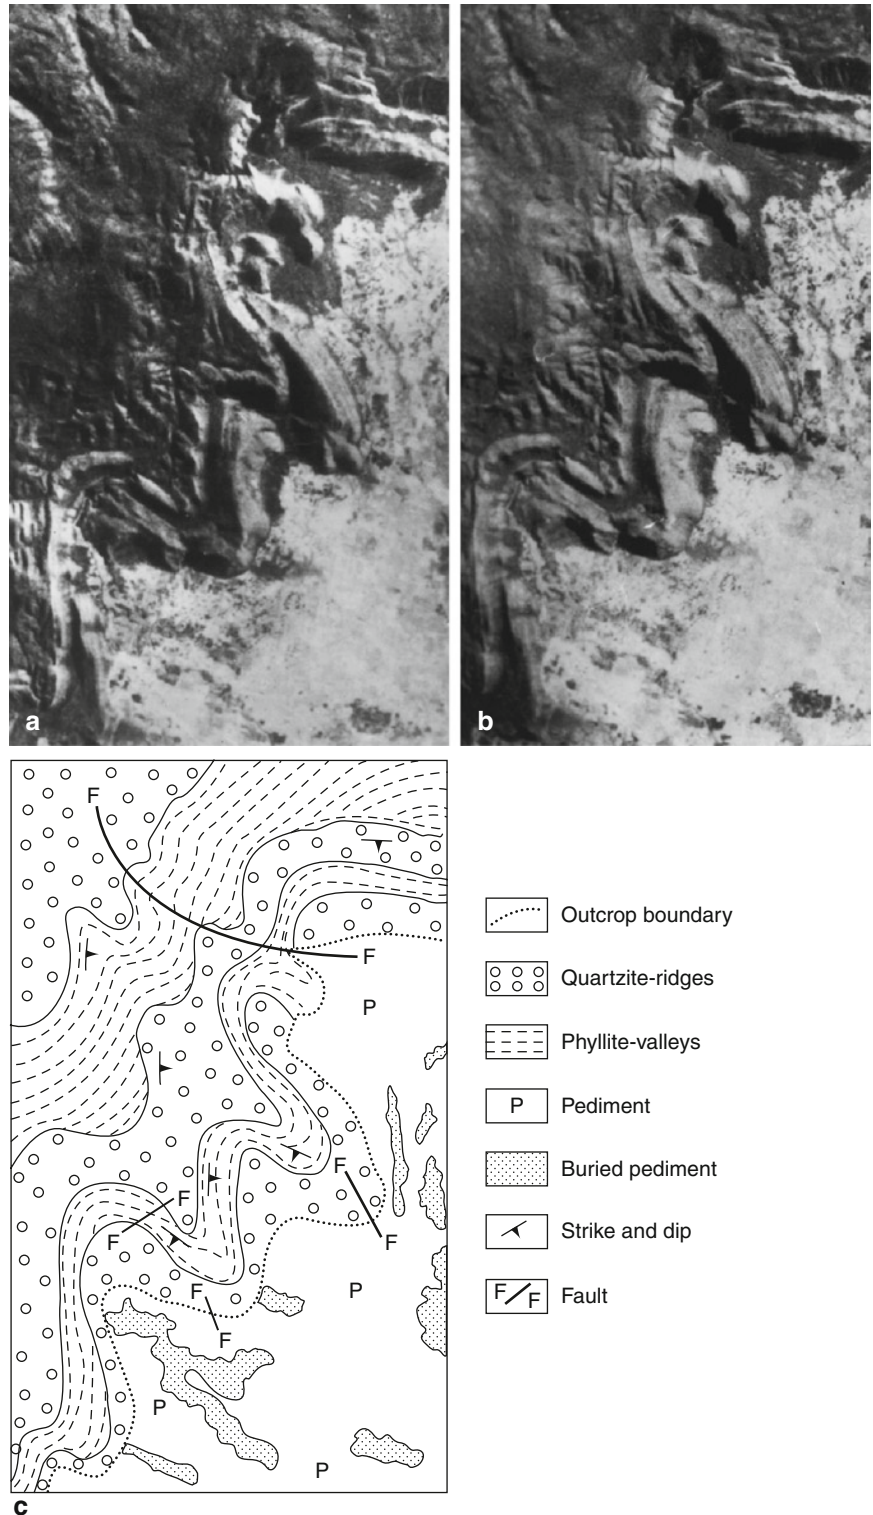 a
b
F
F
P
F
F
F
F
F
P
F
P
P
c
Outcrop boundary
Quartzite-ridges
Phyllite-valleys
P Pediment
Buried pediment
Strike and dip
F F Fault